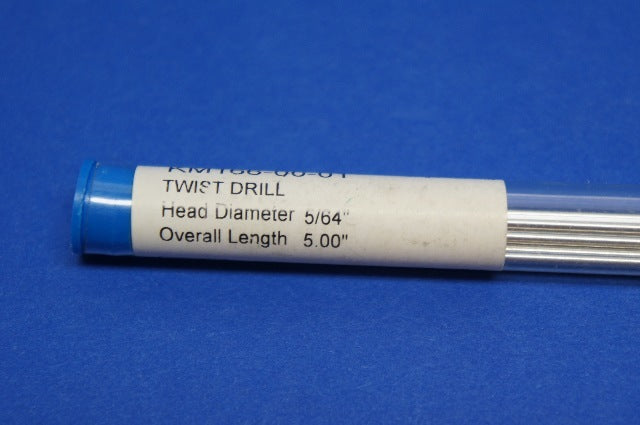 TWIST DRILL
Head Diameter 5/64"
Overall Length 5.00"